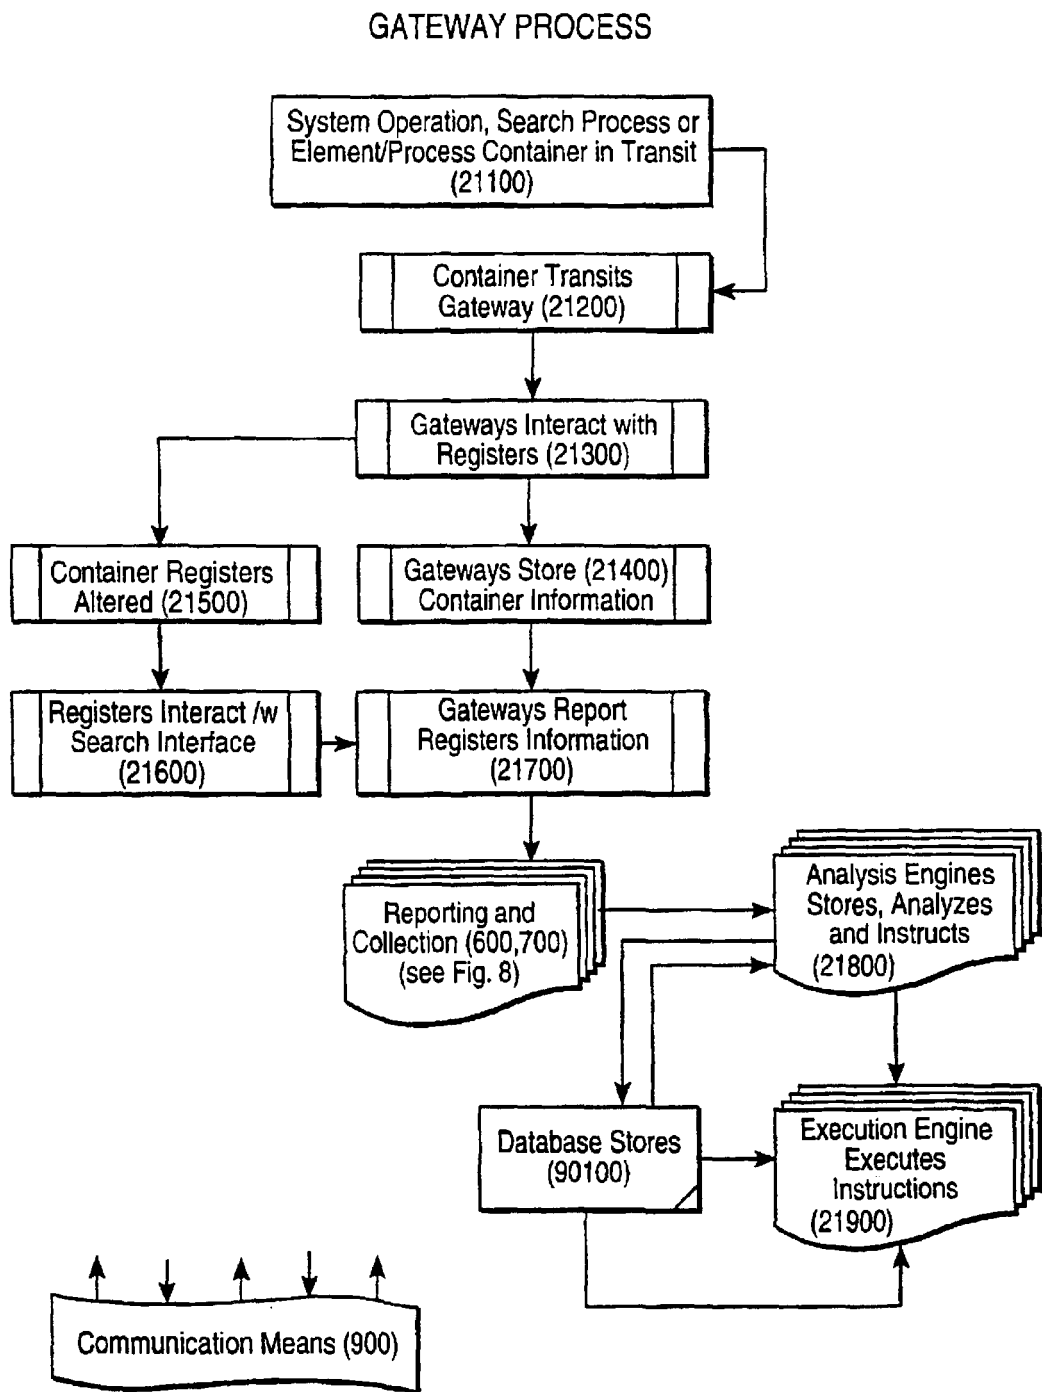 GATEWAY PROCESS
System Operation, Search Process or
Element/Process Container in Transit
(21100)
Container Transits
Gateway (21200)
Gateways Interact with
Registers (21300)
Container Registers
Altered (21500)
Gateways Store (21400)
Container Information
Registers Interact /w
Search Interface
(21600)
Gateways Report
Registers Information
(21700)
Reporting and
Collection (600,700)
(see Fig. 8)
Analysis Engines
Stores, Analyzes
and Instructs
(21800)
Database Stores
(90100)
Execution Engine
Executes
Instructions
(21900)
Communication Means (900)